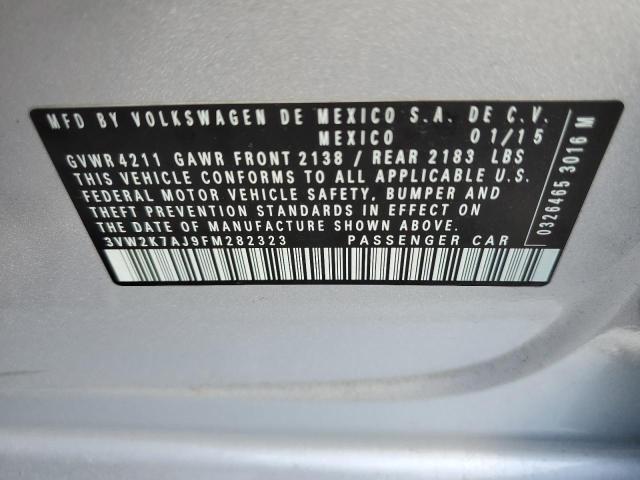 MFD BY VOLKSWAGEN DE MEXICO S.A. DE C.V.
MEXICO 01/15
GVWR 4211 GAWR FRONT 2138 / REAR 2183 LBS
THIS VEHICLE CONFORMS TO ALL APPLICABLE U.S.
FEDERAL MOTOR VEHICLE SAFETY, BUMPER AND
THEFT PREVENTION STANDARDS IN EFFECT ON
THE DATE OF MANUFACTURE SHOWN ABOVE.
3VW2K7AJ9FM282323 PASSENGER CAR
0326465 3016 M